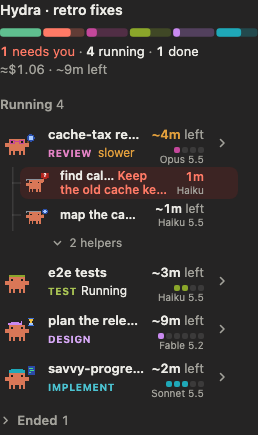 Hydra · retro fixes
1 needs you · 4 running · 1 done
≈$1.06 · ~9m left
Running 4
cache-tax re... ~4m left
REVIEW slower Opus 5.5
find cal... Keep 1m
the old cache ke... Haiku
map the ca... ~1m left
Haiku 5.5
2 helpers
e2e tests ~3m left
TEST Running Haiku 5.5
plan the rele... ~9m left
DESIGN Fable 5.2
savvy-progre... ~2m left
IMPLEMENT Sonnet 5.5
Ended 1